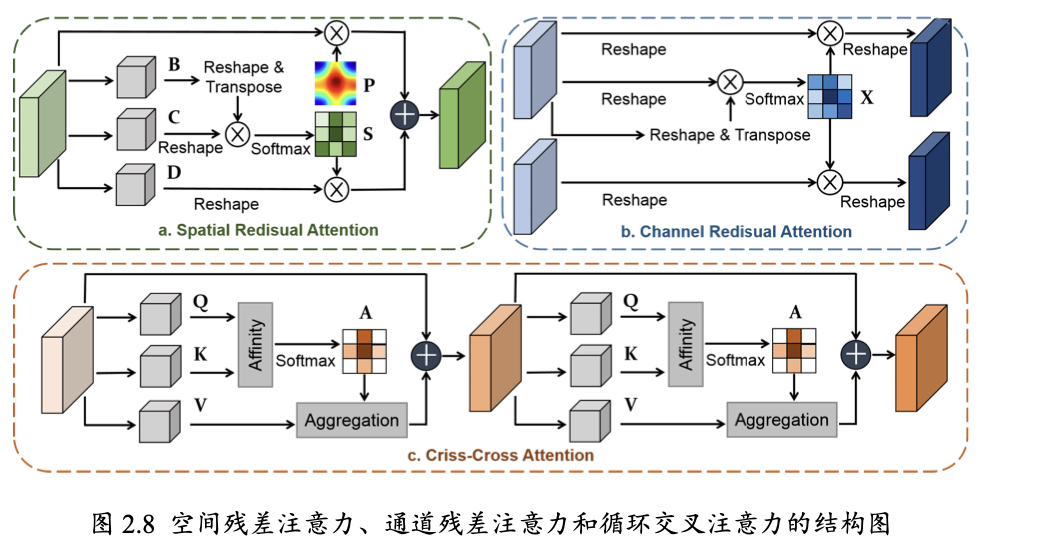 B
Reshape &
Transpose
P
C
Reshape
Softmax
S
D
Reshape
a. Spatial Redisual Attention
Reshape
Reshape
Reshape
Softmax
X
Reshape & Transpose
Reshape
Reshape
b. Channel Redisual Attention
Q
K
V
Affinity
Softmax
A
Aggregation
Q
K
V
Affinity
Softmax
A
Aggregation
c. Criss-Cross Attention
图 2.8 空间残差注意力、通道残差注意力和循环交叉注意力的结构图